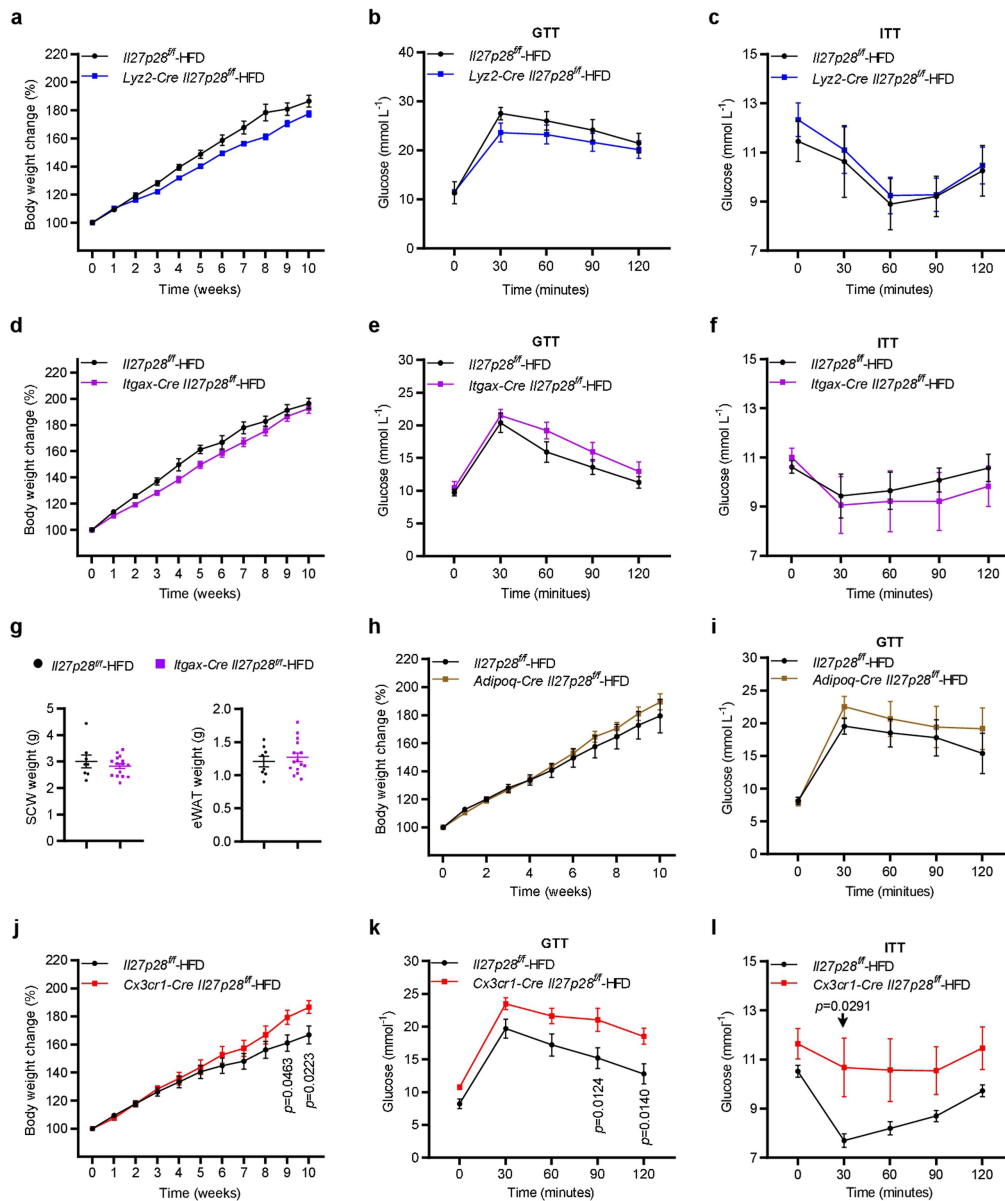 a
Il27p28f/f-HFD
Lyz2-Cre Il27p28f/f-HFD
220
200
180
160
140
120
100
Body weight change (%)
0 1 2 3 4 5 6 7 8 9 10
Time (weeks)
b
GTT
Il27p28f/f-HFD
Lyz2-Cre Il27p28f/f-HFD
40
30
20
10
0
Glucose (mmol L-1)
0 30 60 90 120
Time (minutes)
c
ITT
Il27p28f/f-HFD
Lyz2-Cre Il27p28f/f-HFD
15
13
11
9
7
Glucose (mmol L-1)
0 30 60 90 120
Time (minutes)
d
Il27p28f/f-HFD
Itgax-Cre Il27p28f/f-HFD
220
200
180
160
140
120
100
Body weight change (%)
0 1 2 3 4 5 6 7 8 9 10
Time (weeks)
e
GTT
Il27p28f/f-HFD
Itgax-Cre Il27p28f/f-HFD
30
25
20
15
10
5
0
Glucose (mmol L-1)
0 30 60 90 120
Time (minitues)
f
ITT
Il27p28f/f-HFD
Itgax-Cre Il27p28f/f-HFD
15
13
11
9
7
Glucose (mmol L-1)
0 30 60 90 120
Time (minutes)
g
Il27p28f/f-HFD Itgax-Cre Il27p28f/f-HFD
5
4
3
2
1
0
SCW weight (g)
2.0
1.5
1.0
0.5
0.0
eWAT weight (g)
h
Il27p28f/f-HFD
Adipoq-Cre Il27p28f/f-HFD
220
200
180
160
140
120
100
Body weight change (%)
0 2 4 6 8 10
Time (weeks)
i
GTT
Il27p28f/f-HFD
Adipoq-Cre Il27p28f/f-HFD
30
25
20
15
10
5
0
Glucose (mmol L-1)
0 30 60 90 120
Time (minitues)
j
Il27p28f/f-HFD
Cx3cr1-Cre Il27p28f/f-HFD
220
200
180
160
140
120
100
Body weight change (%)
p=0.0463
p=0.0223
0 1 2 3 4 5 6 7 8 9 10
Time (weeks)
k
GTT
Il27p28f/f-HFD
Cx3cr1-Cre Il27p28f/f-HFD
30
25
20
15
10
5
0
Glucose (mmol-1)
p=0.0124
p=0.0140
0 30 60 90 120
Time (minutes)
l
ITT
Il27p28f/f-HFD
Cx3cr1-Cre Il27p28f/f-HFD
p=0.0291
15
13
11
9
7
Glucose (mmol-1)
0 30 60 90 120
Time (minutes)